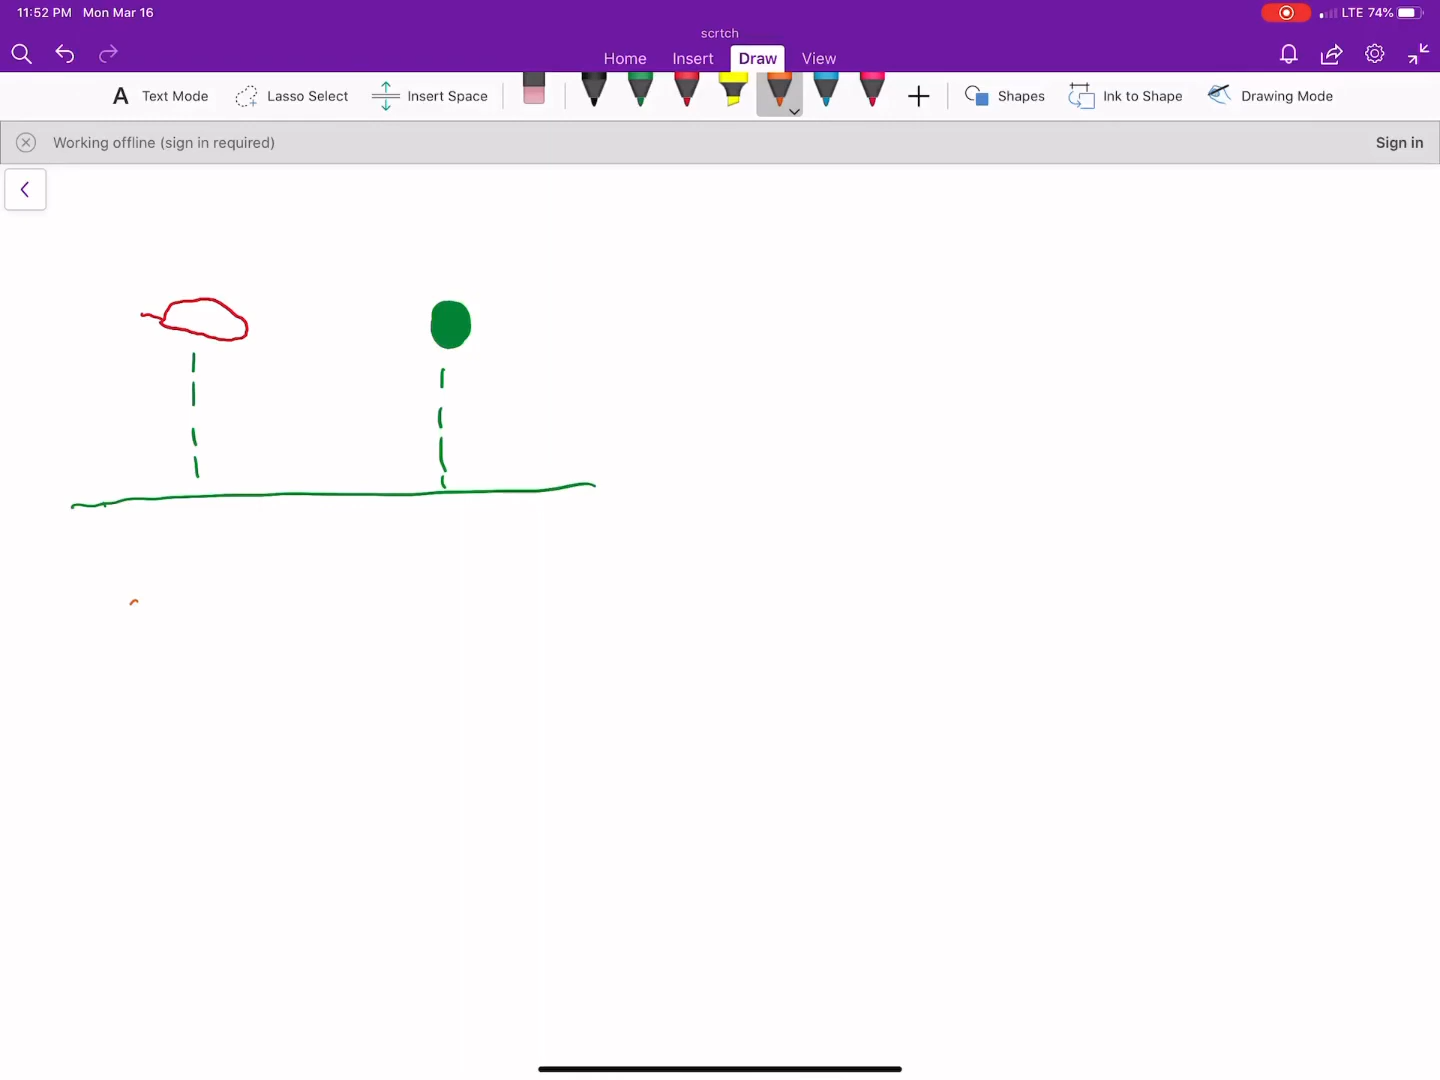 11:52 PM Mon Mar 16
LTE 74%
scrtch
Home Insert Draw View
A Text Mode Lasso Select Insert Space Shapes Ink to Shape Drawing Mode
Working offline (sign in required) Sign in